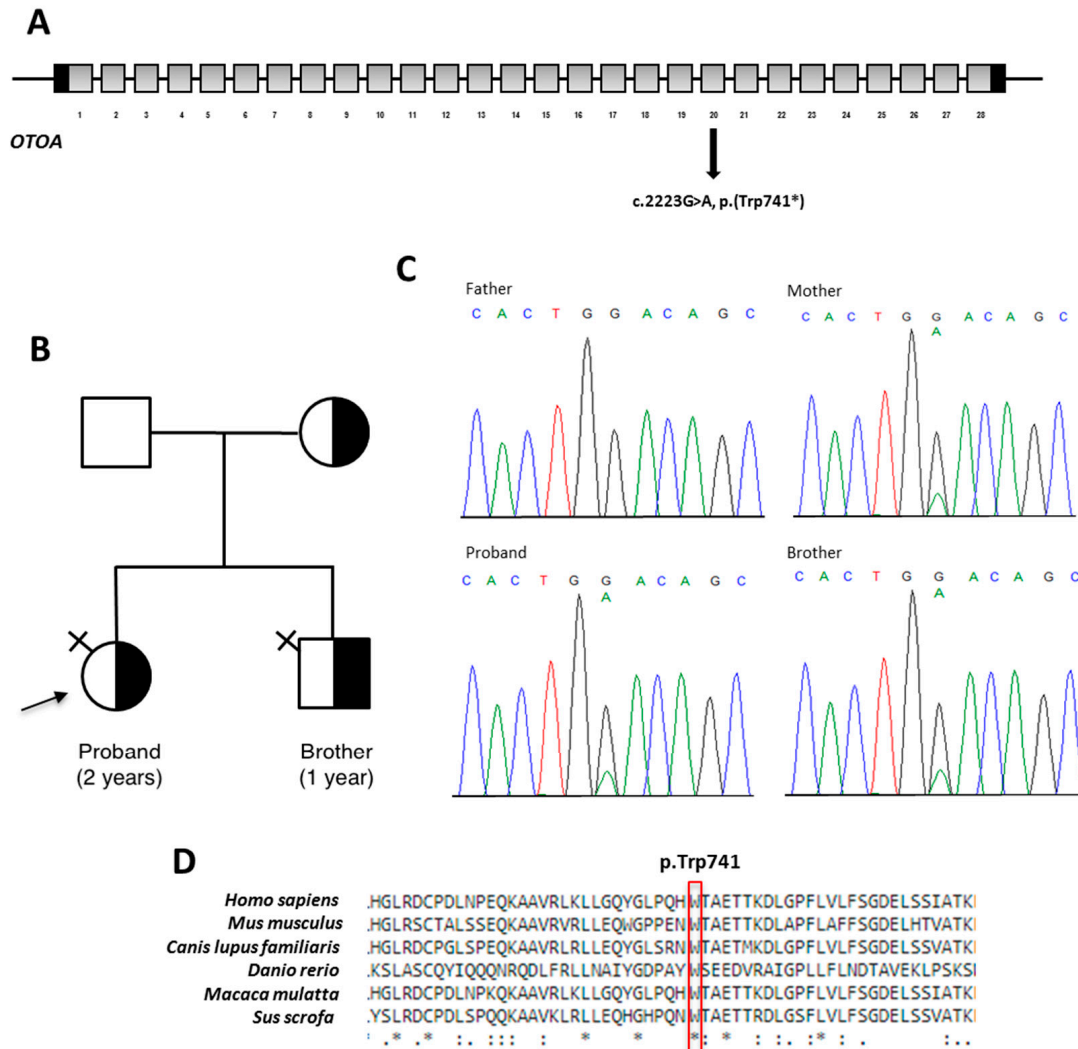 A
1 2 3 4 5 6 7 8 9 10 11 12 13 14 15 16 17 18 19 20 21 22 23 24 25 26 27 28
OTOA
c.2223G>A, p.(Trp741*)
B
Proband
(2 years)
Brother
(1 year)
C
Father
C A C T G G A C A G C
Mother
C A C T G G A C A G C
A
Proband
C A C T G G A C A G C
A
Brother
C A C T G G A C A G C
A
D
p.Trp741
Homo sapiens .HGLRDCPDLNPEQKAAVRLKLLGQYGLPQHWTAETTKDLGPFLVLFSGDELSSIATK
Mus musculus .HGLRSCTALSSEQKAAVRVRLLEQWGPPENWTAETTKDLAPFLAFFSGDELHTVATK
Canis lupus familiaris .HGLRDCPGLSPEQKAAVRLKLLEQYGLSRNWTAETMKDLGPFLVLFSGDELSSVATK
Danio rerio .KSLASCQYIQQQNRQDLFRLLNAIYGDPAYWSEEDVRAIGPLLFLNDTAVEKLPSKS
Macaca mulatta .HGLRDCPDLNPKQKAAVRLKLLGQYGLPQHWTAETTKDLGPFLVLFSGDELSSIATK
Sus scrofa .YSLRDCPDLSPQQKAAVKLRLLEQHGHPQNWTAETTRDLGSFLVLFSGDELSSVATK
* .* .* :. :: : * * *: * : :. * : . :. :